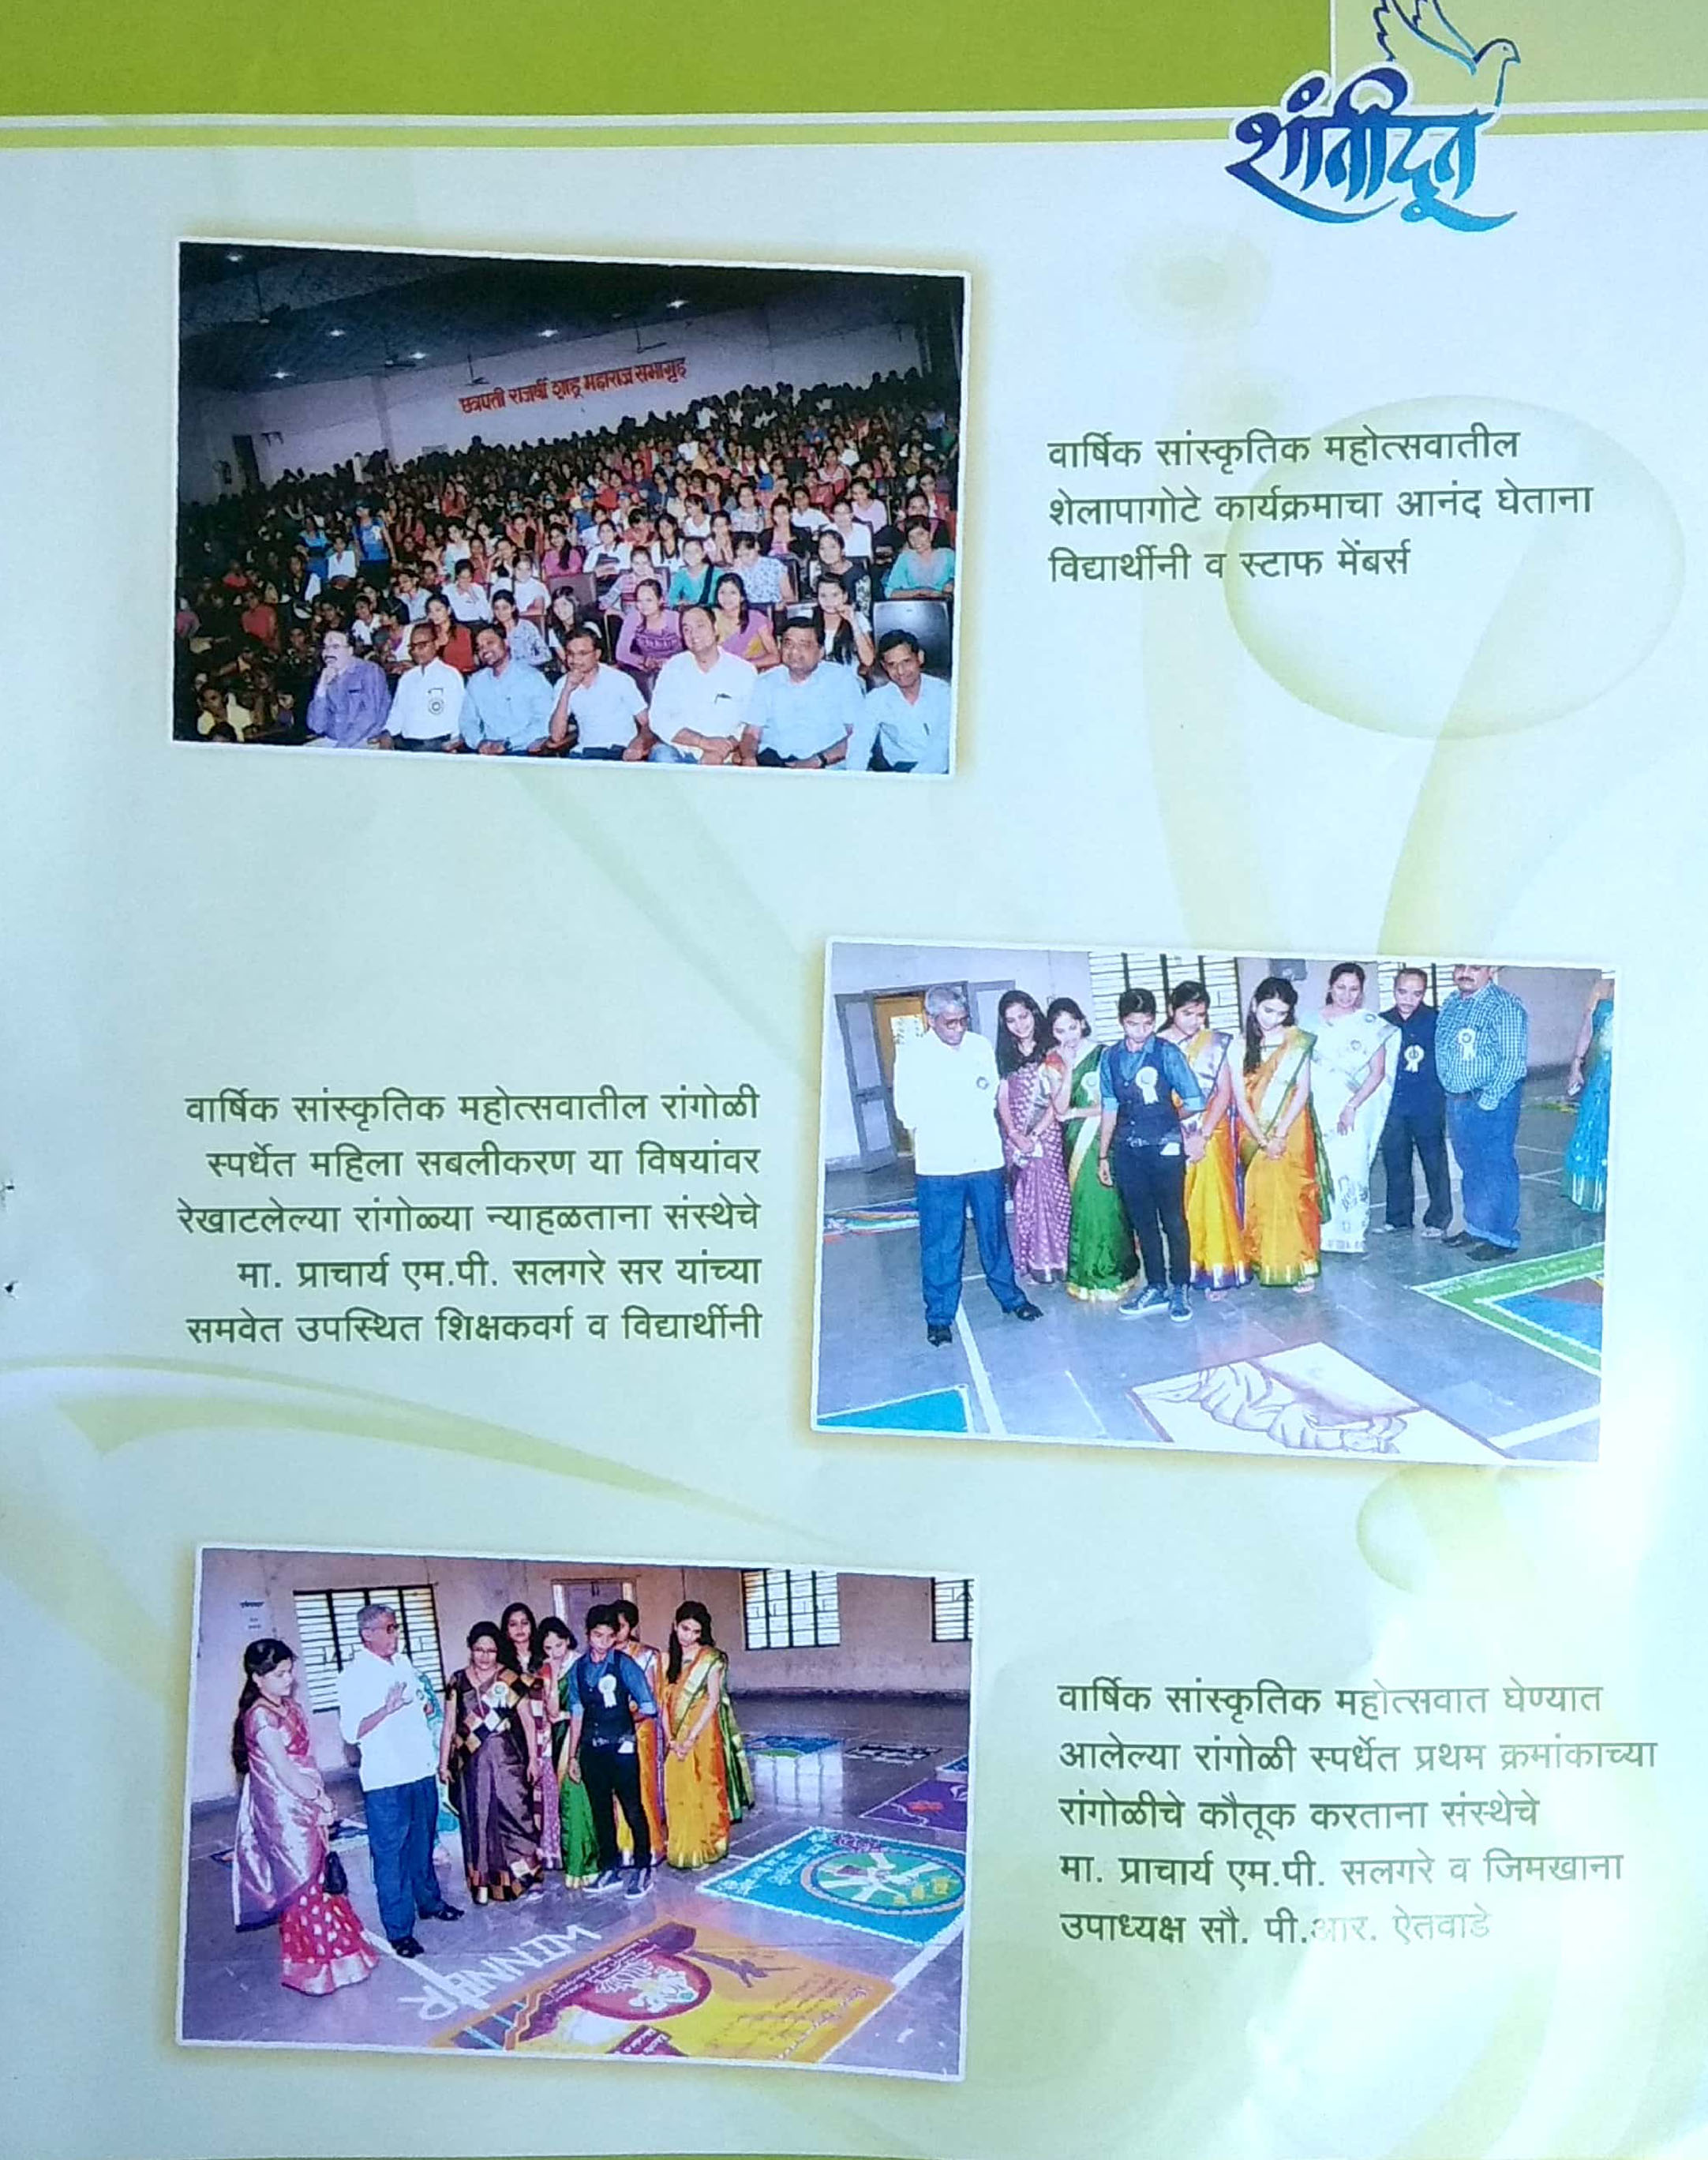 शांतीदूत
छत्रपती राजर्षी शाहू महाराज सभागृह
वार्षिक सांस्कृतिक महोत्सवातील
शेलापागोटे कार्यक्रमाचा आनंद घेताना
विद्यार्थीनी व स्टाफ मेंबर्स
वार्षिक सांस्कृतिक महोत्सवातील रांगोळी
स्पर्धेत महिला सबलीकरण या विषयांवर
रेखाटलेल्या रांगोळ्या न्याहळताना संस्थेचे
मा. प्राचार्य एम.पी. सलगरे सर यांच्या
समवेत उपस्थित शिक्षकवर्ग व विद्यार्थीनी
वार्षिक सांस्कृतिक महोत्सवात घेण्यात
आलेल्या रांगोळी स्पर्धेत प्रथम क्रमांकाच्या
रांगोळीचे कौतूक करताना संस्थेचे
मा. प्राचार्य एम.पी. सलगरे व जिमखाना
उपाध्यक्ष सौ. पी.आर. ऐतवाडे
WINNER